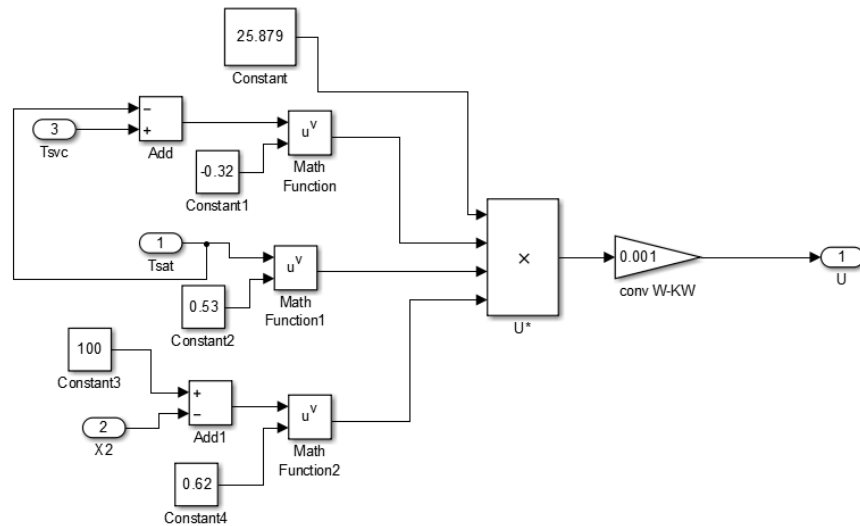 25.879
Constant
−
+
Add
3
Tsvc
u^v
Math
Function
-0.32
Constant1
1
Tsat
u^v
Math
Function1
0.53
Constant2
×
U*
0.001
conv W-KW
1
U
100
Constant3
+
−
Add1
2
X2
u^v
Math
Function2
0.62
Constant4